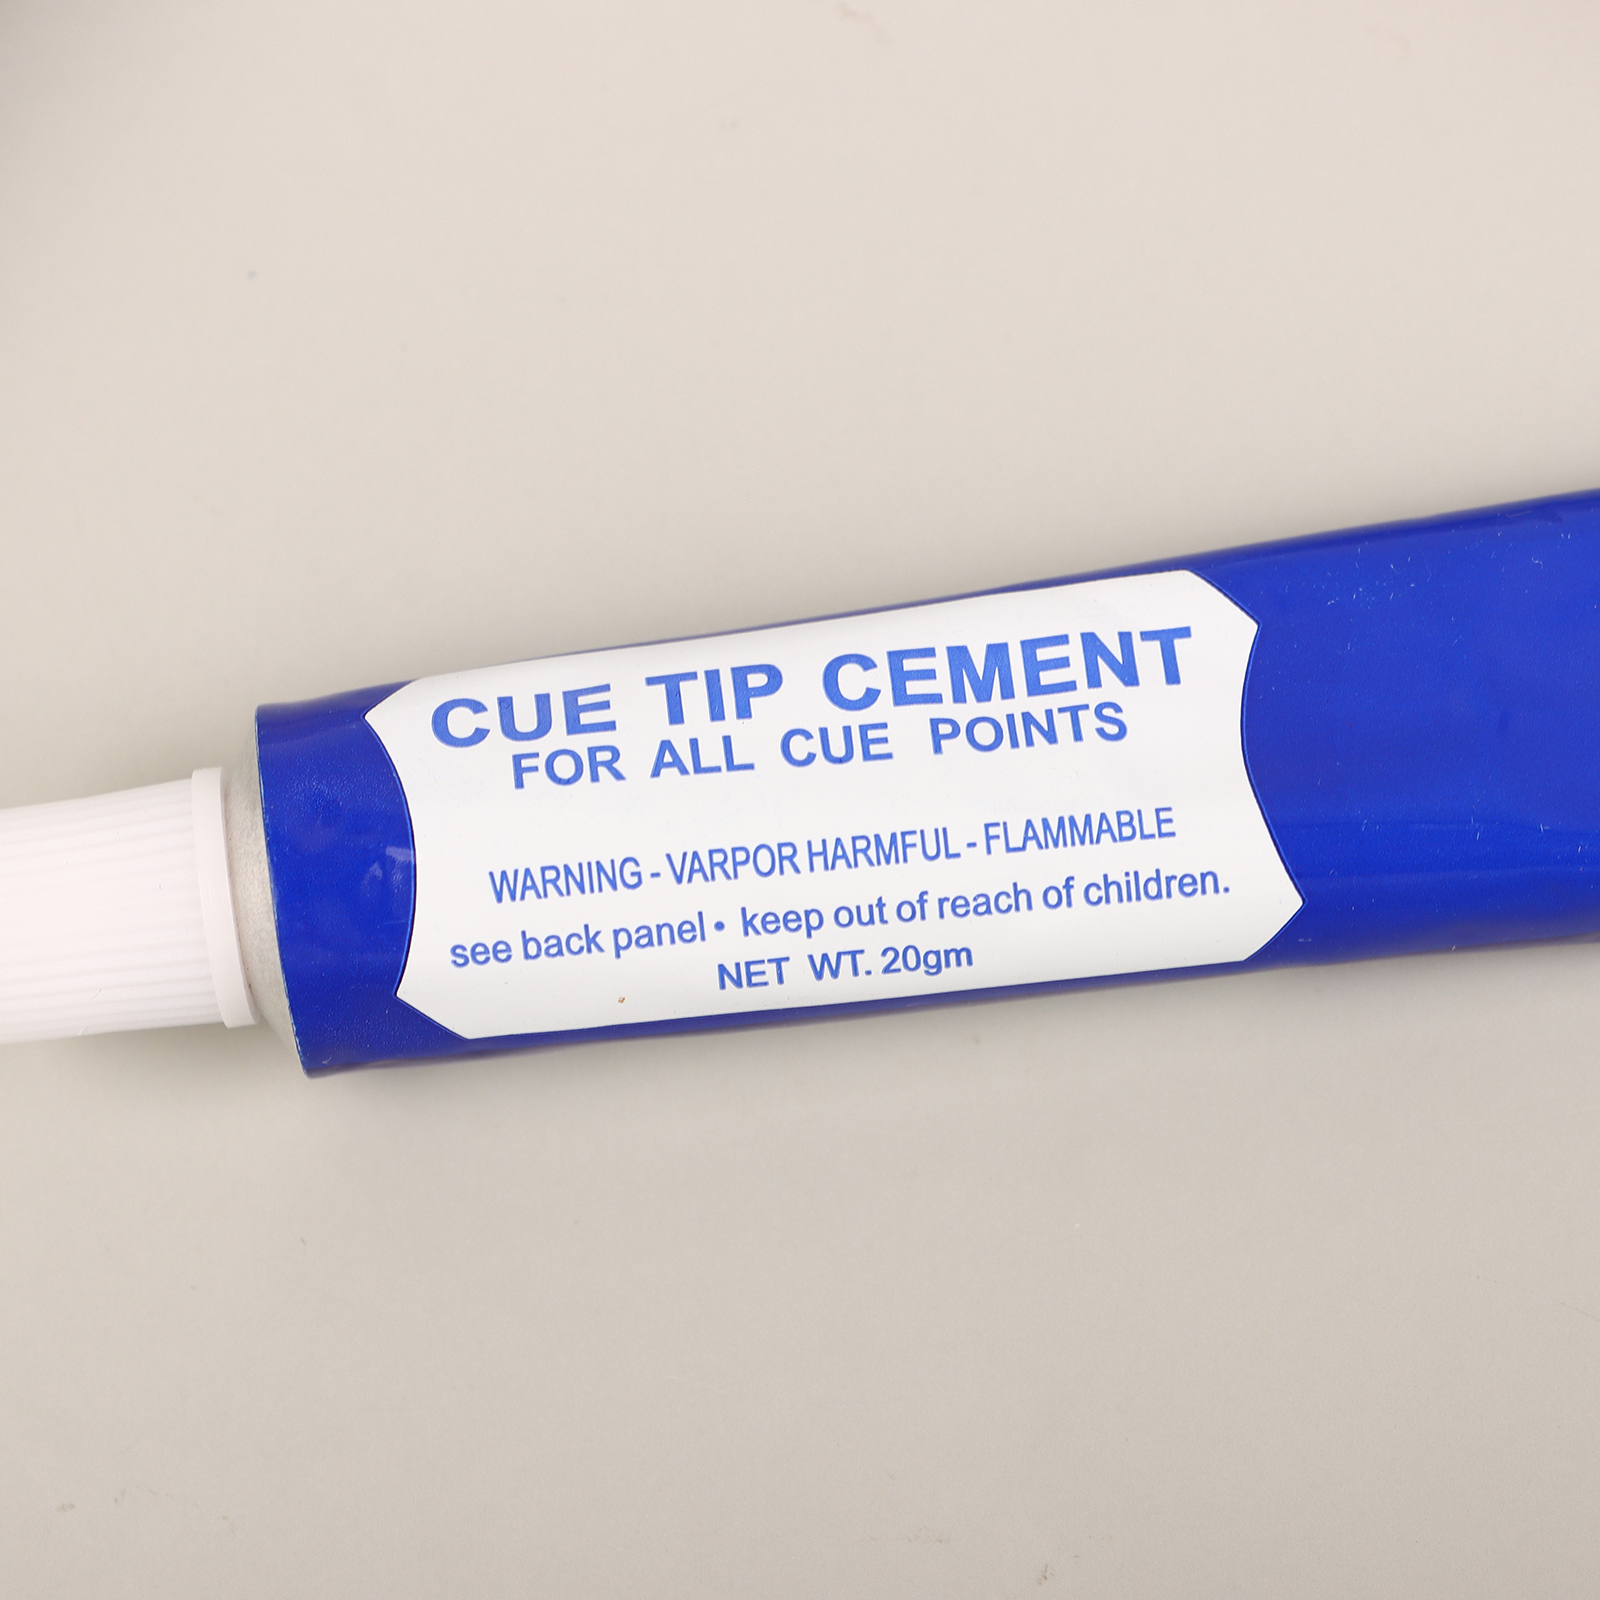 CUE TIP CEMENT
FOR ALL CUE POINTS
WARNING - VARPOR HARMFUL - FLAMMABLE
see back panel • keep out of reach of children.
NET WT. 20gm